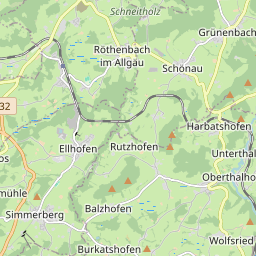 Schneitholz
Grünenbach
Röthenbach
im Allgäu
Schönau
32
Harbatshofen
Ellhofen
Rutzhofen
Unterthal
os
Oberthalho
mühle
Balzhofen
Simmerberg
Wolfsried
Burkatshofen